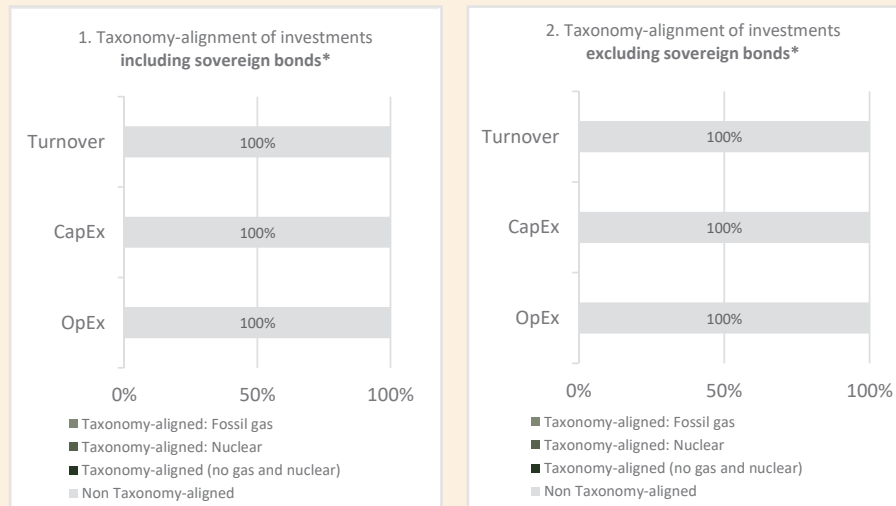 1. Taxonomy-alignment of investments
including sovereign bonds*
Turnover
100%
CapEx
100%
OpEx
100%
0%
50%
100%
Taxonomy-aligned: Fossil gas
Taxonomy-aligned: Nuclear
Taxonomy-aligned (no gas and nuclear)
Non Taxonomy-aligned
2. Taxonomy-alignment of investments
excluding sovereign bonds*
Turnover
100%
CapEx
100%
OpEx
100%
0%
50%
100%
Taxonomy-aligned: Fossil gas
Taxonomy-aligned: Nuclear
Taxonomy-aligned (no gas and nuclear)
Non Taxonomy-aligned